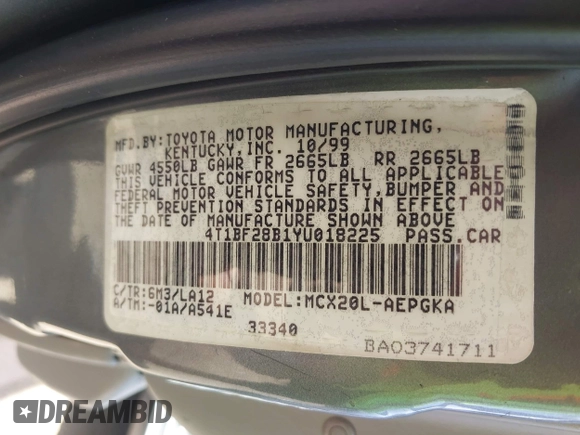 MFD.BY:TOYOTA MOTOR MANUFACTURING,
KENTUCKY,INC. 10/99
GVWR 4550LB GAWR FR 2665LB RR 2665LB
THIS VEHICLE CONFORMS TO ALL APPLICABLE
FEDERAL MOTOR VEHICLE SAFETY,BUMPER AND
THEFT PREVENTION STANDARDS IN EFFECT ON
THE DATE OF MANUFACTURE SHOWN ABOVE
4T1BF28B1YU018225 PASS.CAR
C/TR:6M3/LA12 MODEL:MCX20L-AEPGKA
A/TM:-01A/A541E
33340
BA03741711
DREAMBID